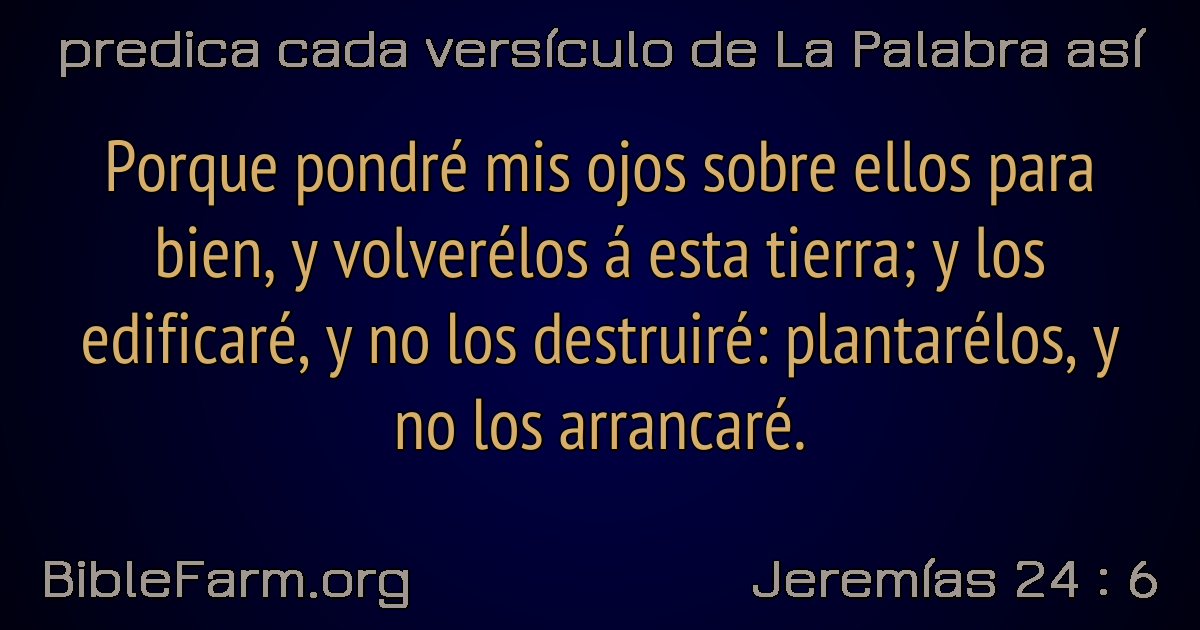 predica cada versículo de La Palabra así
Porque pondré mis ojos sobre ellos para
bien, y volverélos á esta tierra; y los
edificaré, y no los destruiré: plantarélos, y
no los arrancaré.
BibleFarm.org
Jeremías 24 : 6